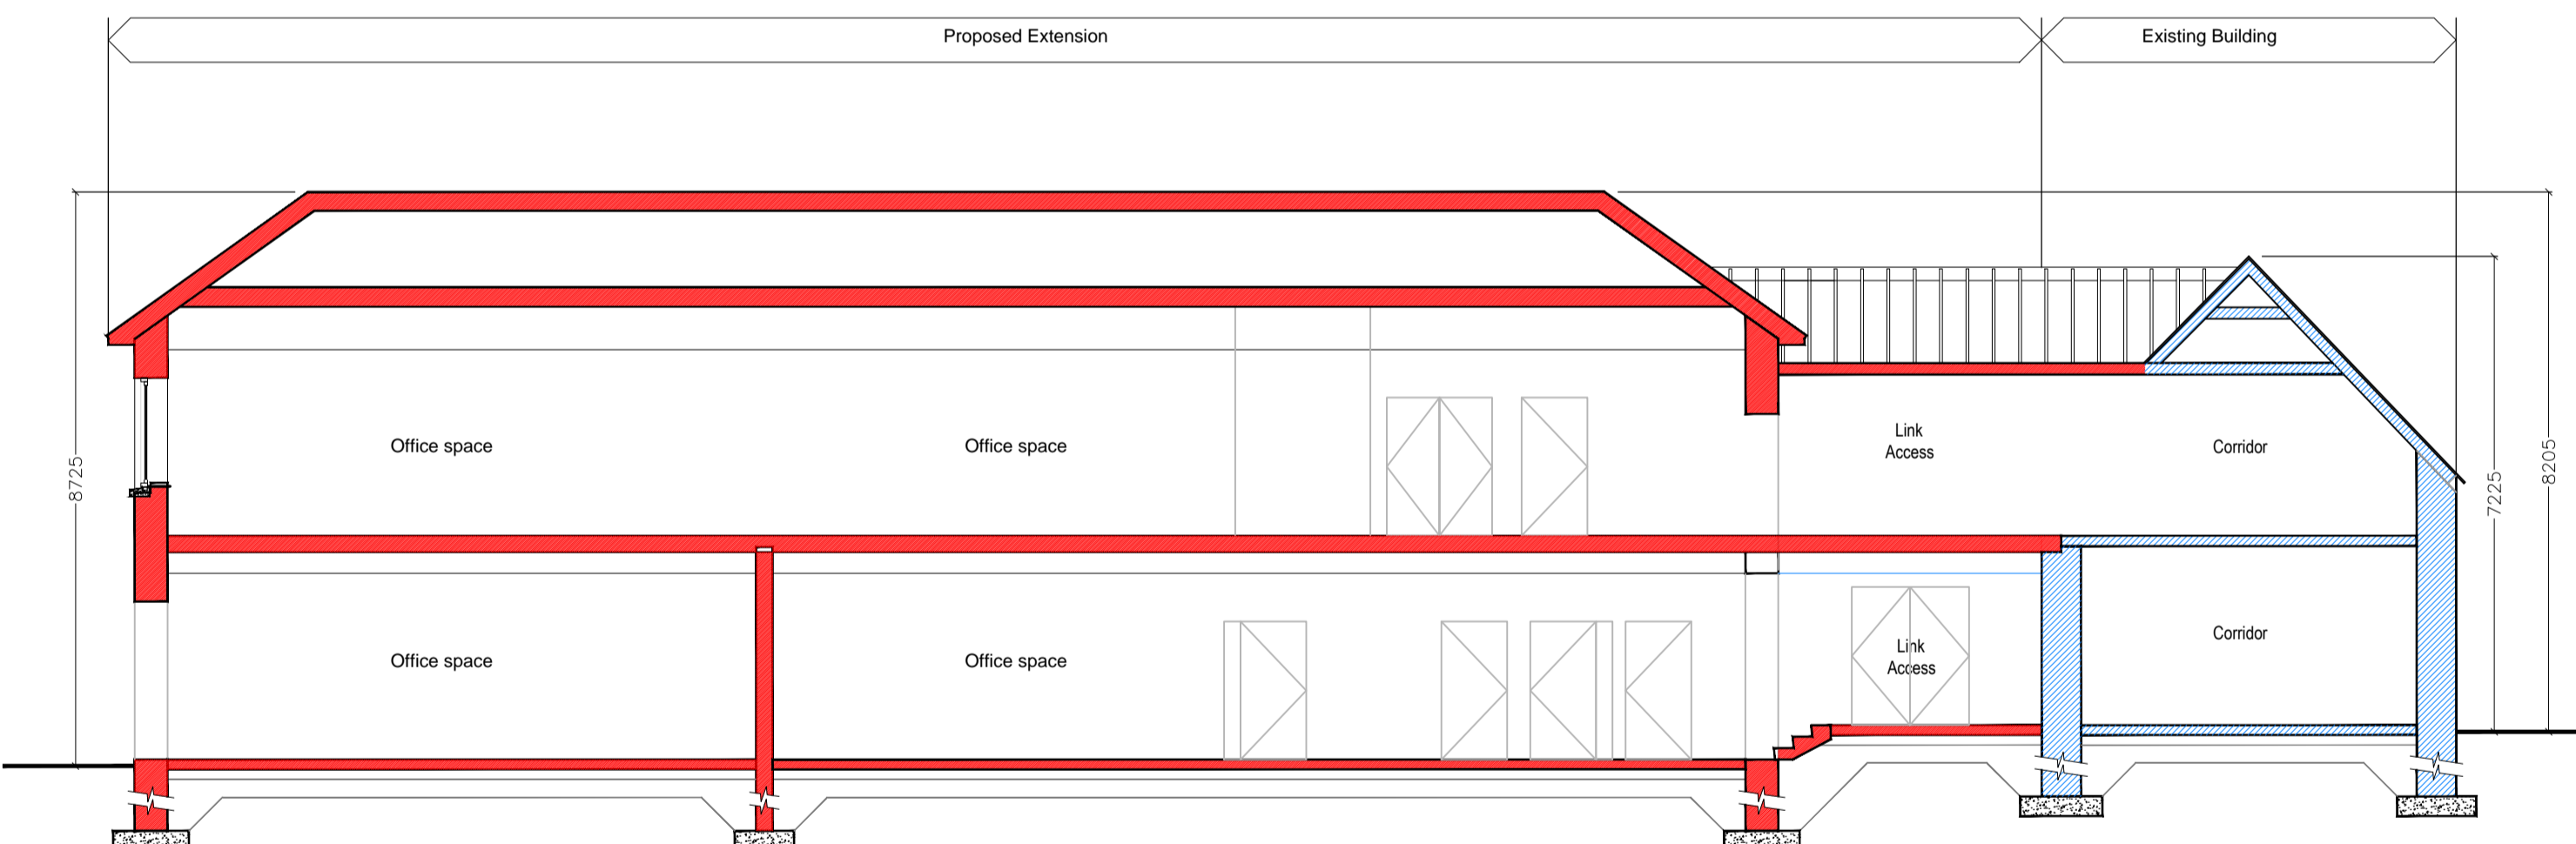 Proposed Extension
Existing Building
8725
Office space
Office space
Link
Access
Corridor
7225
8205
Office space
Office space
Link
Access
Corridor